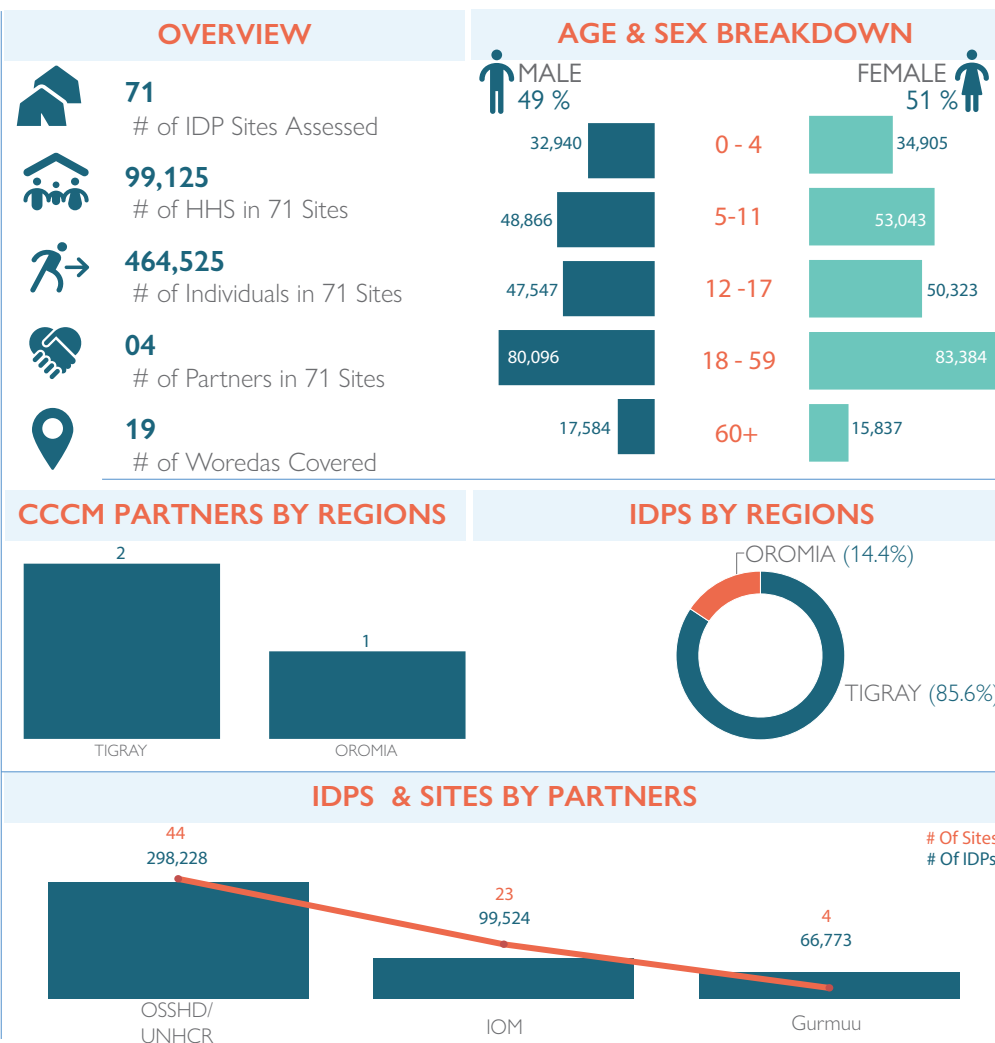 OVERVIEW
71
# of IDP Sites Assessed
99,125
# of HHS in 71 Sites
464,525
# of Individuals in 71 Sites
04
# of Partners in 71 Sites
19
# of Woredas Covered
AGE & SEX BREAKDOWN
MALE
49 %
FEMALE
51 %
32,940 0 - 4 34,905
48,866 5-11 53,043
47,547 12 -17 50,323
80,096 18 - 59 83,384
17,584 60+ 15,837
CCCM PARTNERS BY REGIONS
2
1
TIGRAY OROMIA
IDPS BY REGIONS
OROMIA (14.4%)
TIGRAY (85.6%)
IDPS & SITES BY PARTNERS
# Of Sites
# Of IDPs
44
298,228
23
99,524
4
66,773
OSSHD/
UNHCR
IOM
Gurmuu